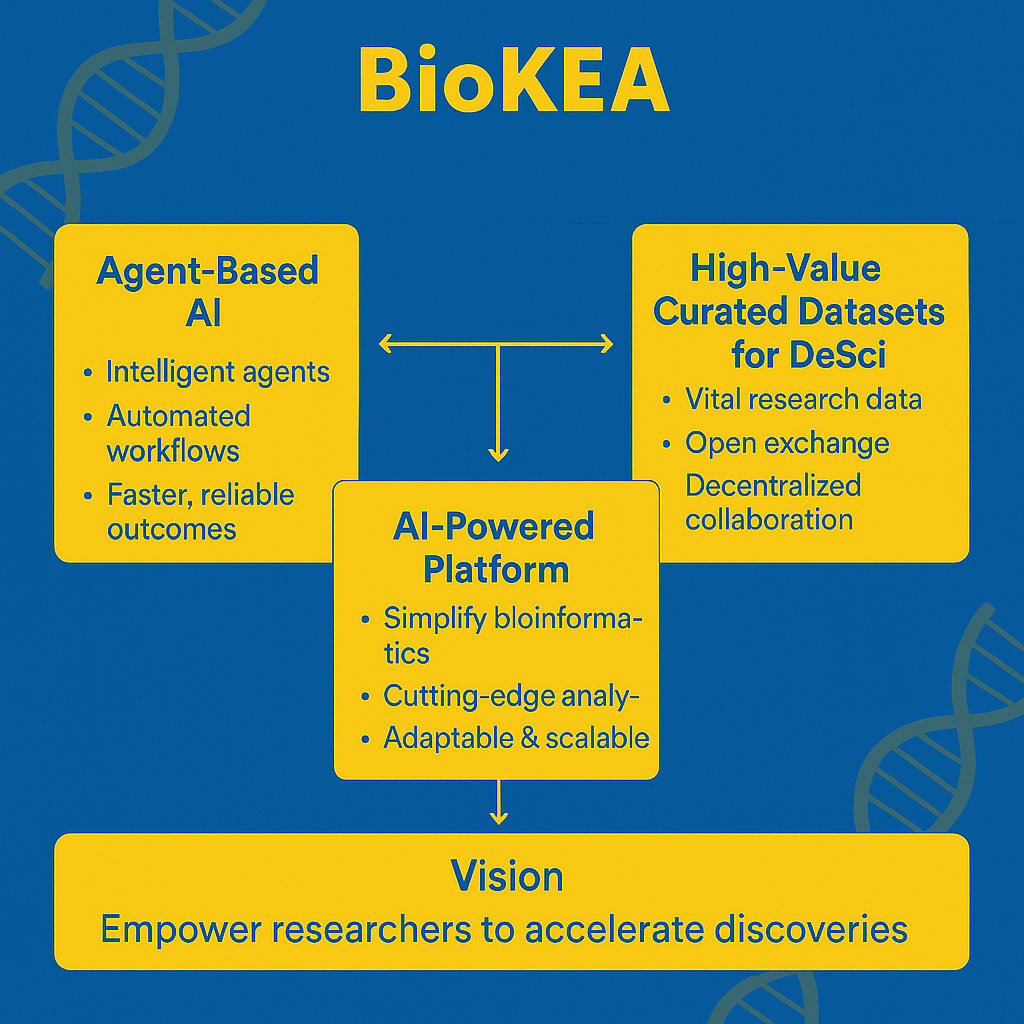 BioKEA
Agent-Based
AI
• Intelligent agents
• Automated
workflows
• Faster, reliable
outcomes
High-Value
Curated Datasets
for DeSci
• Vital research data
• Open exchange
Decentralized
collaboration
AI-Powered
Platform
• Simplify bloinforma-
tics
• Cutting-edge analy-
• Adaptable & scalable
Vision
Empower researchers to accelerate discoveries